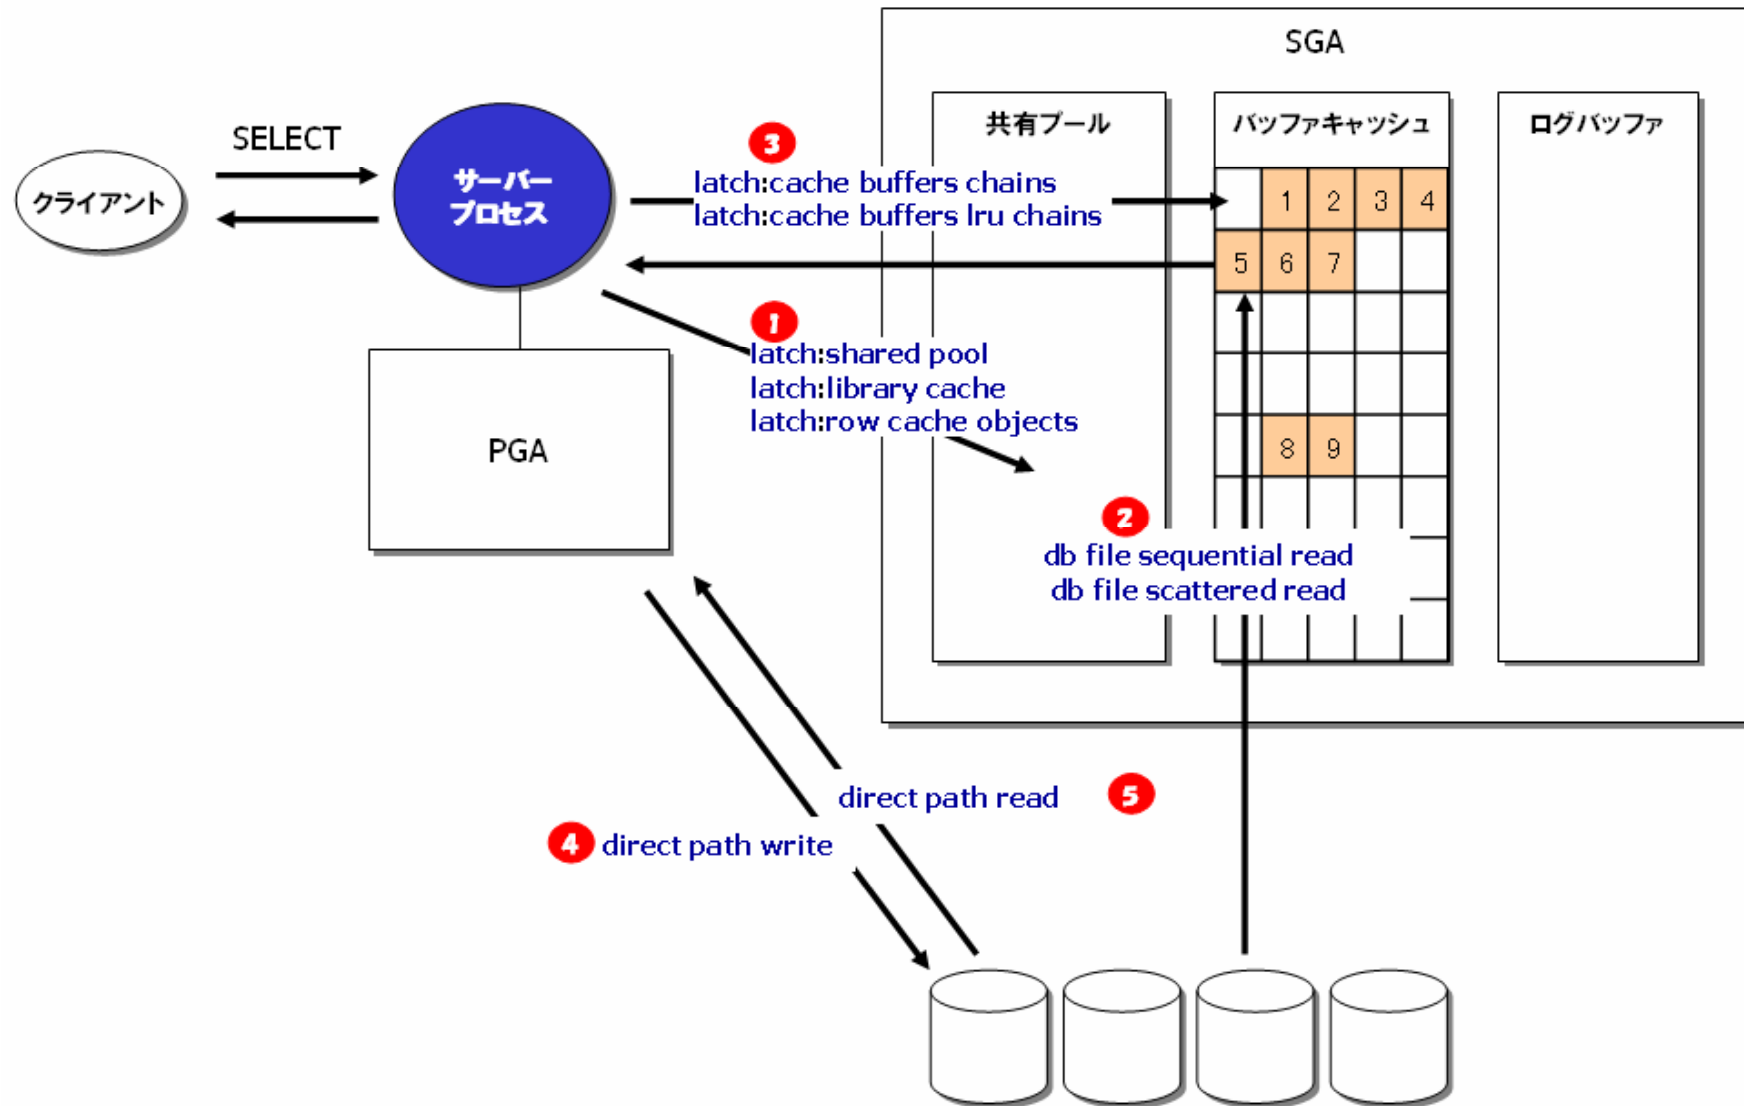 SGA
共有プール
バッファキャッシュ
ログバッファ
SELECT
クライアント
サーバー
プロセス
3
latch:cache buffers chains
latch:cache buffers lru chains
1 2 3 4
5 6 7
8 9
1
latch:shared pool
latch:library cache
latch:row cache objects
PGA
2
db file sequential read
db file scattered read
direct path read
5
4
direct path write